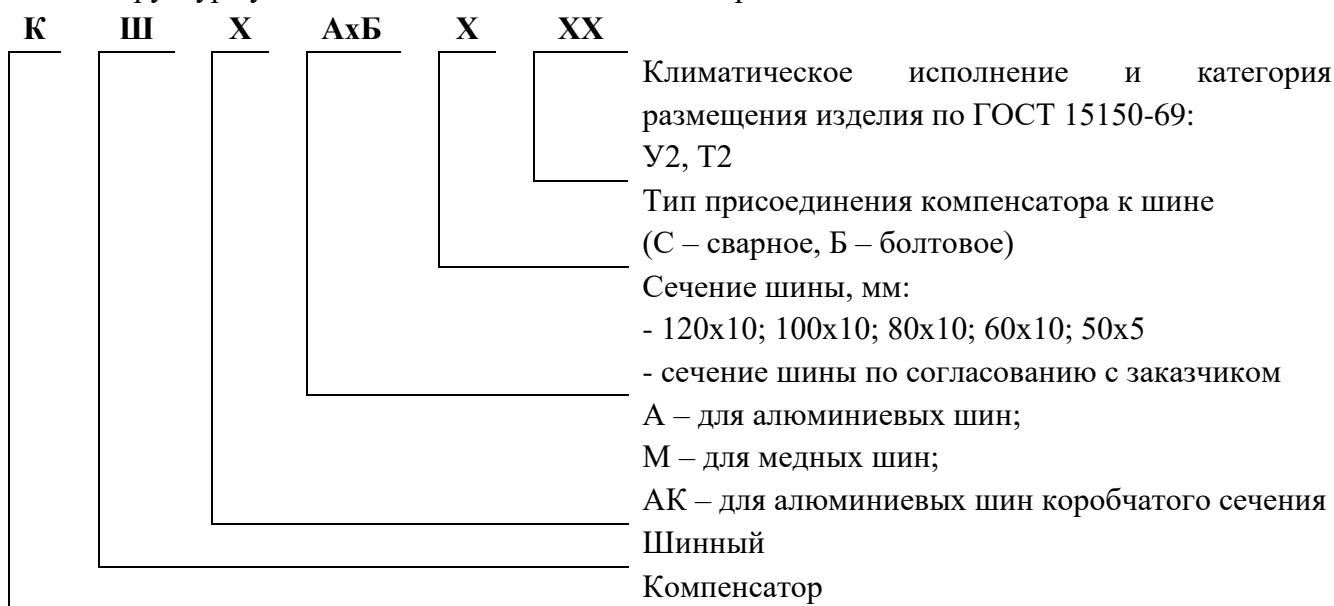 К Ш Х АхБ Х ХХ
Климатическое исполнение и категория
размещения изделия по ГОСТ 15150-69:
У2, Т2
Тип присоединения компенсатора к шине
(С – сварное, Б – болтовое)
Сечение шины, мм:
- 120х10; 100х10; 80х10; 60х10; 50х5
- сечение шины по согласованию с заказчиком
А – для алюминиевых шин;
М – для медных шин;
АК – для алюминиевых шин коробчатого сечения
Шинный
Компенсатор